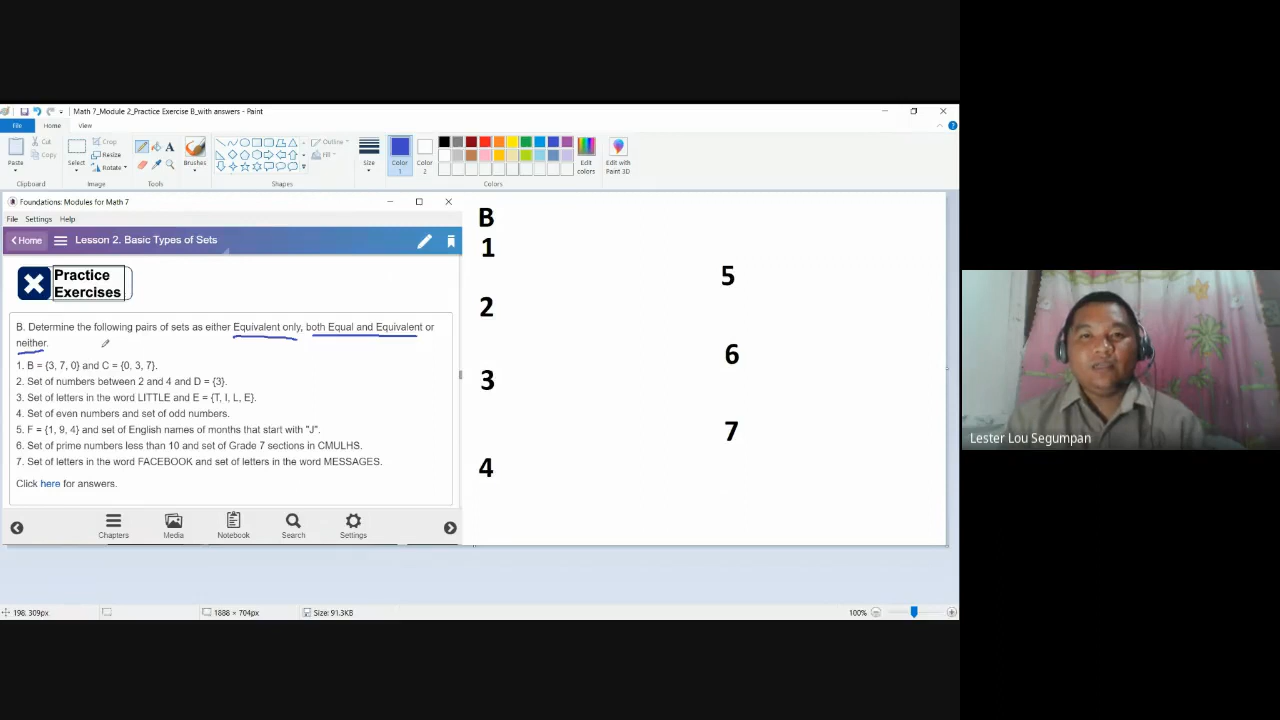 Math 7_Module 2_Practice Exercise B_with answers - Paint
File Home View
Paste
Cut
Copy
Clipboard
Select
Crop
Resize
Rotate
Image
A
Tools
Brushes
Outline
Fill
Shapes
Size
Color 1
Color 2
Edit colors
Colors
Edit with Paint 3D
Foundations: Modules for Math 7
File Settings Help
Home Lesson 2. Basic Types of Sets
Practice
Exercises
B. Determine the following pairs of sets as either Equivalent only, both Equal and Equivalent or
neither.
1. B = {3, 7, 0} and C = {0, 3, 7}.
2. Set of numbers between 2 and 4 and D = {3}.
3. Set of letters in the word LITTLE and E = {T, I, L, E}.
4. Set of even numbers and set of odd numbers.
5. F = {1, 9, 4} and set of English names of months that start with "J".
6. Set of prime numbers less than 10 and set of Grade 7 sections in CMULHS.
7. Set of letters in the word FACEBOOK and set of letters in the word MESSAGES.
Click here for answers.
Chapters Media Notebook Search Settings
B
1
2
3
4
5
6
7
198, 309px
1888 × 704px
Size: 91.3KB
100%
Lester Lou Segumpan